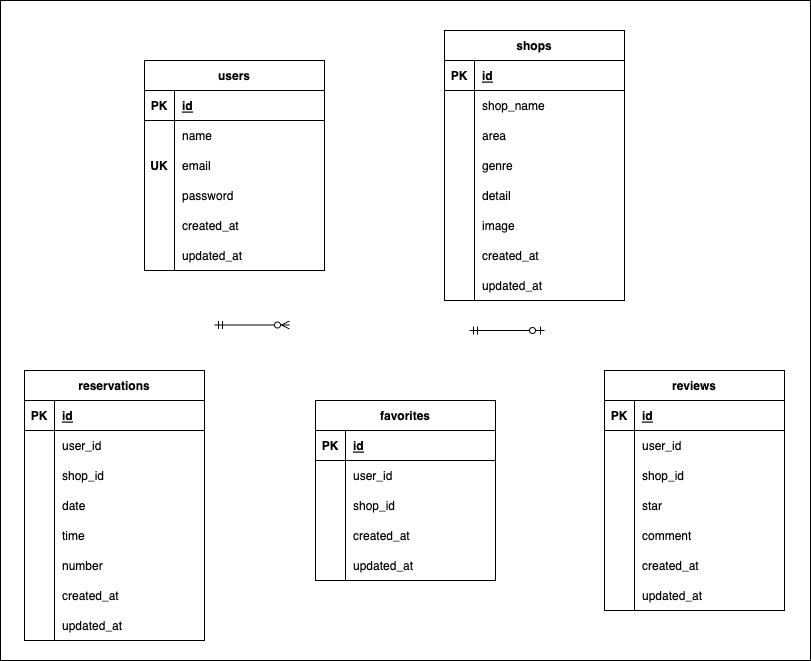 users
PK id
name
UK email
password
created_at
updated_at
shops
PK id
shop_name
area
genre
detail
image
created_at
updated_at
reservations
PK id
user_id
shop_id
date
time
number
created_at
updated_at
favorites
PK id
user_id
shop_id
created_at
updated_at
reviews
PK id
user_id
shop_id
star
comment
created_at
updated_at